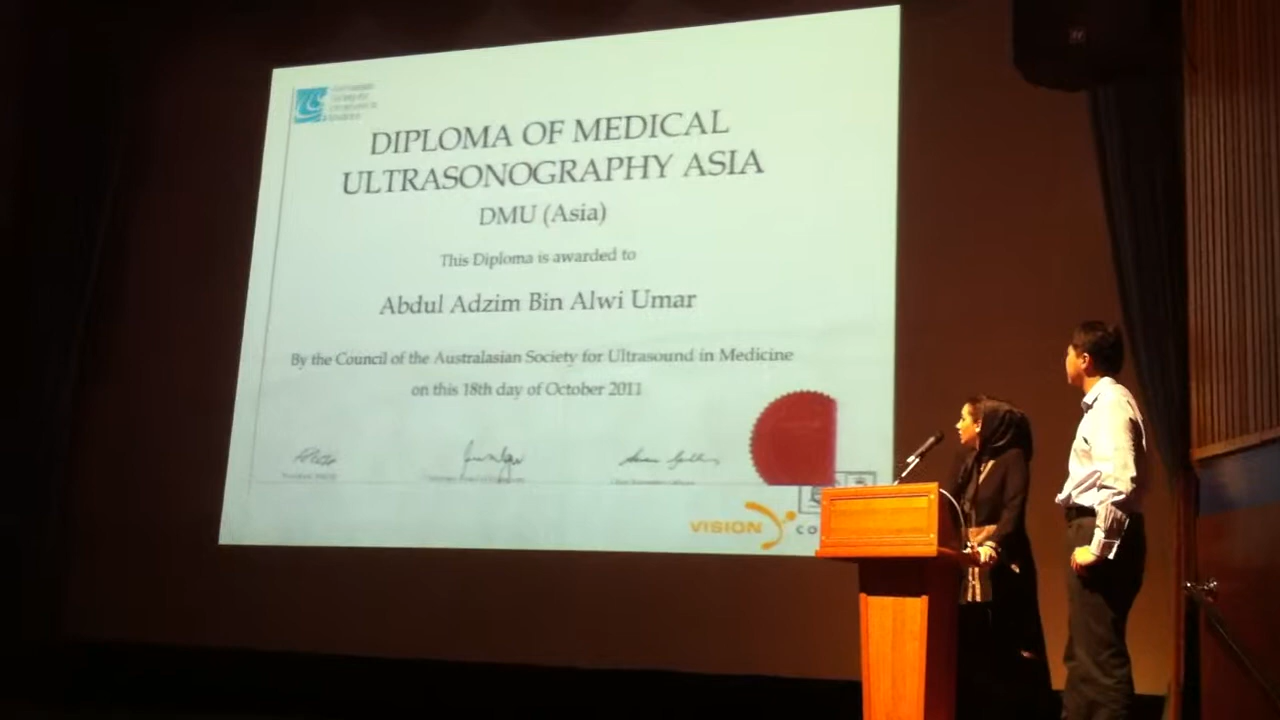 DIPLOMA OF MEDICAL
ULTRASONOGRAPHY ASIA
DMU (Asia)
This Diploma is awarded to
Abdul Adzim Bin Alwi Umar
By the Council of the Australasian Society for Ultrasound in Medicine
on this 18th day of October 2011
VISION CO